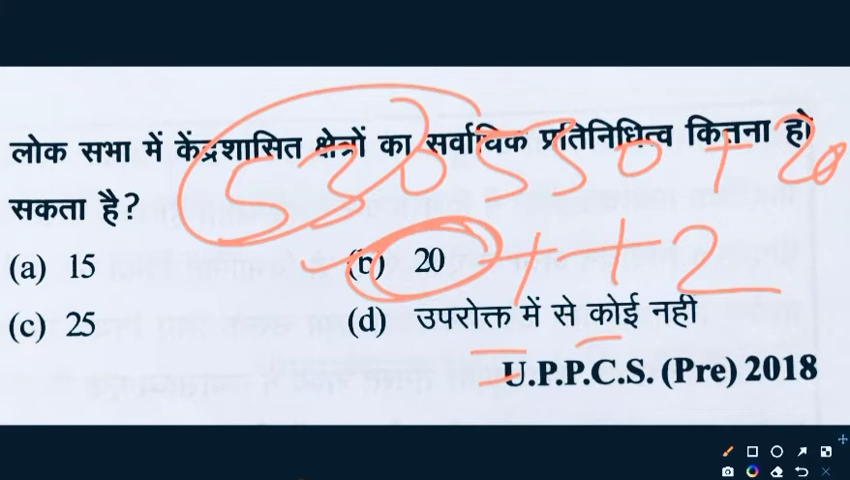 लोक सभा में केंद्रशासित क्षेत्रों का सर्वाधिक प्रतिनिधित्व कितना हो
सकता है?
(a) 15 (b) 20
(c) 25 (d) उपरोक्त में से कोई नही
U.P.P.C.S. (Pre) 2018
530 550 + 20
+ + 2